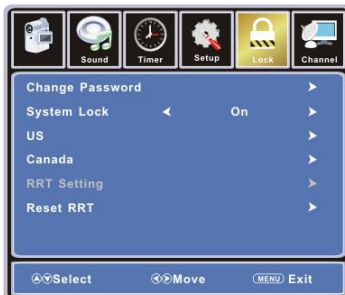 Sound Timer Setup Lock Channel
Change Password
System Lock On
US
Canada
RRT Setting
Reset RRT
Select Move MENU Exit